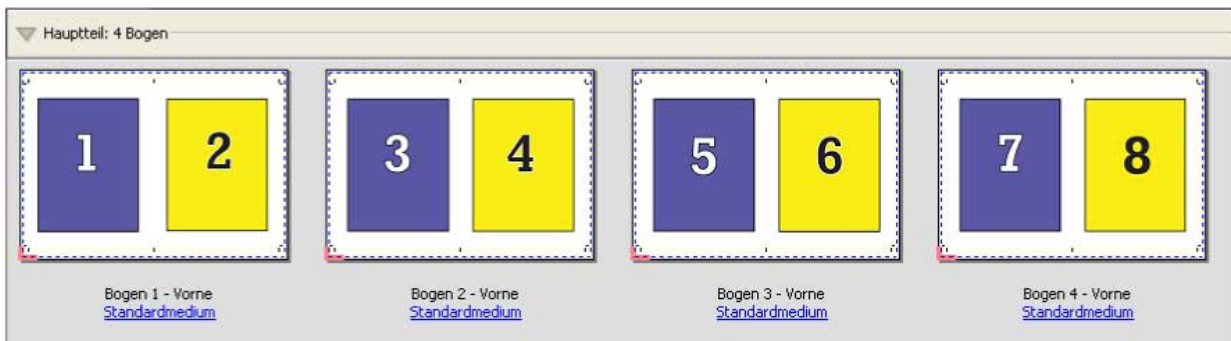 Hauptteil: 4 Bogen
1 2 3 4 5 6 7 8
Bogen 1 - Vorne Bogen 2 - Vorne Bogen 3 - Vorne Bogen 4 - Vorne
Standardmedium Standardmedium Standardmedium Standardmedium